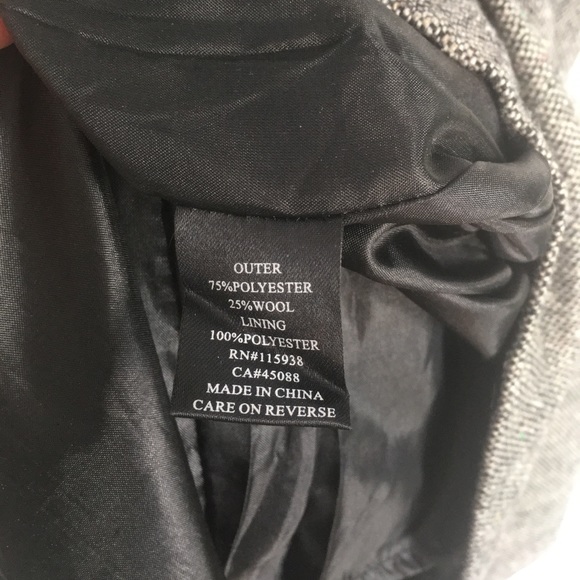 OUTER
75%POLYESTER
25%WOOL
LINING
100%POLYESTER
RN#115938
CA#45088
MADE IN CHINA
CARE ON REVERSE